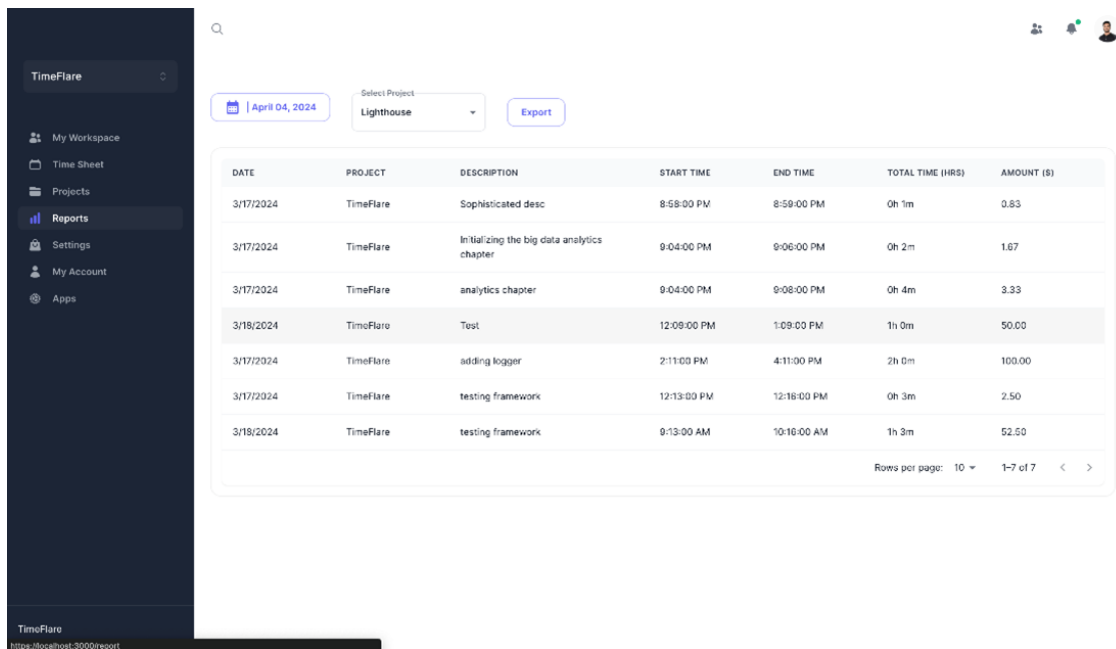 TimeFlare
My Workspace
Time Sheet
Projects
Reports
Settings
My Account
Apps
TimeFlare
https://localhost:3000/report
| April 04, 2024
Select Project
Lighthouse
Export
DATE PROJECT DESCRIPTION START TIME END TIME TOTAL TIME (HRS) AMOUNT ($)
3/17/2024 TimeFlare Sophisticated desc 8:58:00 PM 8:59:00 PM 0h 1m 0.83
3/17/2024 TimeFlare Initializing the big data analytics chapter 9:04:00 PM 9:06:00 PM 0h 2m 1.67
3/17/2024 TimeFlare analytics chapter 9:04:00 PM 9:08:00 PM 0h 4m 3.33
3/18/2024 TimeFlare Test 12:09:00 PM 1:09:00 PM 1h 0m 50.00
3/17/2024 TimeFlare adding logger 2:11:00 PM 4:11:00 PM 2h 0m 100.00
3/17/2024 TimeFlare testing framework 12:13:00 PM 12:16:00 PM 0h 3m 2.50
3/18/2024 TimeFlare testing framework 9:13:00 AM 10:16:00 AM 1h 3m 52.50
Rows per page: 10 1–7 of 7